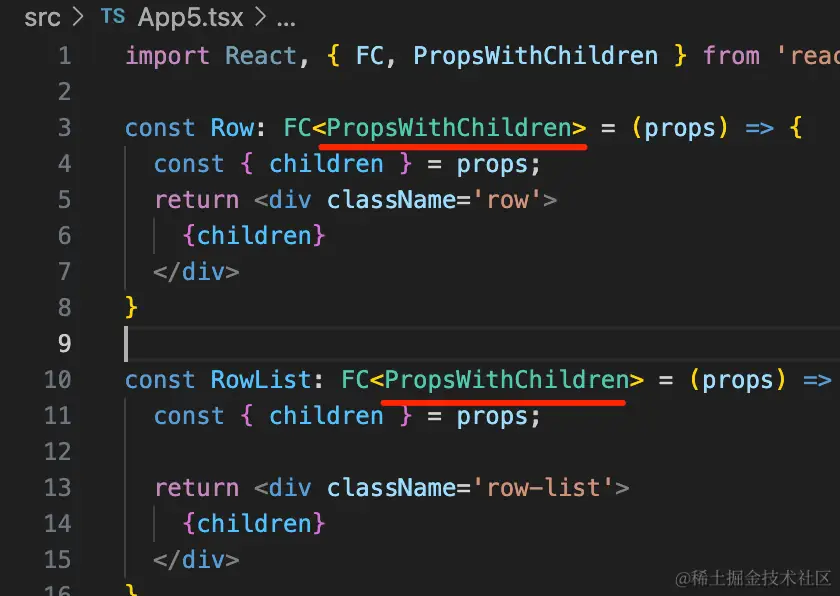 src > TS App5.tsx > ...
1 import React, { FC, PropsWithChildren } from 'reac
2
3 const Row: FC<PropsWithChildren> = (props) => {
4 const { children } = props;
5 return <div className='row'>
6 {children}
7 </div>
8 }
9
10 const RowList: FC<PropsWithChildren> = (props) =>
11 const { children } = props;
12
13 return <div className='row-list'>
14 {children}
15 </div>
16 }
@稀土掘金技术社区